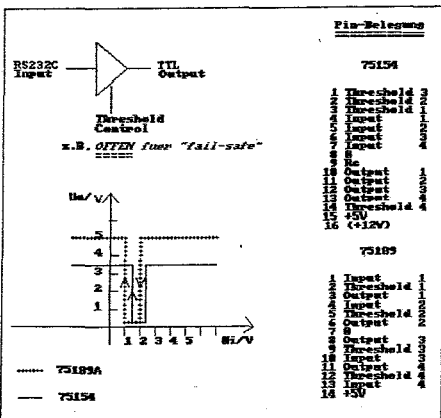 RS232C
Input
TTL
Output
Threshold
Control
z.B. OFFEN fuer "fail-safe"
Ua/V
5
4
3
2
1
1 2 3 4 5 Ui/V
75189A
75154
Pin-Belegung
75154
1 Threshold 3
2 Threshold 2
3 Threshold 1
4 Input 1
5 Input 2
6 Input 3
7 Input 4
8
9
10 Output 1
11 Output 2
12 Output 3
13 Output 4
14 Threshold 4
15 +5V
16 (+12V)
75189
1 Input 1
2 Threshold 1
3 Output 1
4 Input 2
5 Threshold 2
6 Output 2
7
8 Output 3
9 Threshold 3
10 Input 3
11 Output 4
12 Threshold 4
13 Input 4
14 +5V